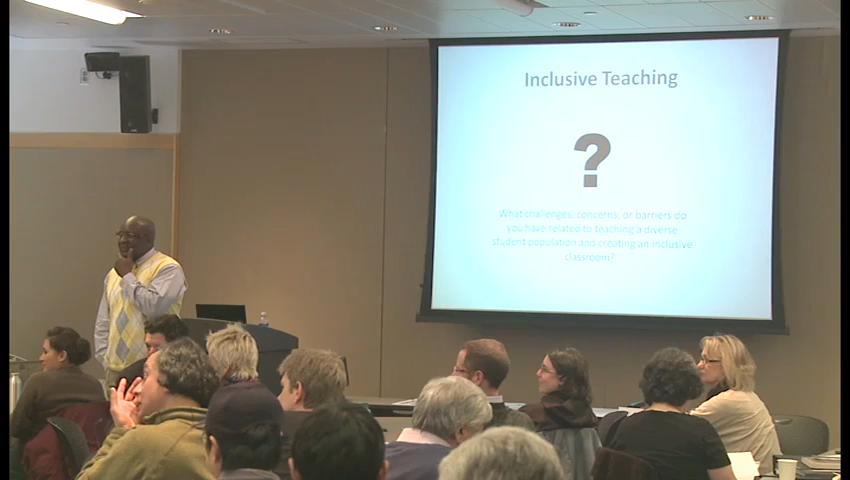 Inclusive Teaching
?
What challenges, concerns, or barriers do
you have related to teaching a diverse
student population and creating an inclusive
classroom?